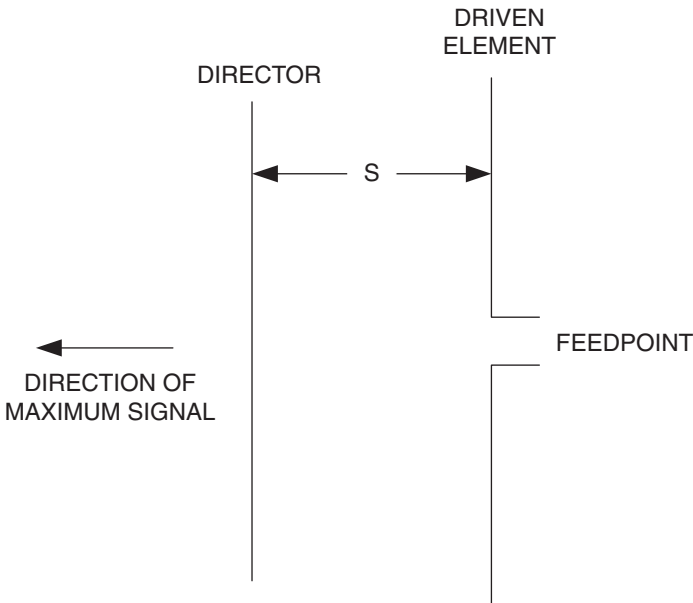 DRIVEN
ELEMENT
DIRECTOR
S
FEEDPOINT
DIRECTION OF
MAXIMUM SIGNAL